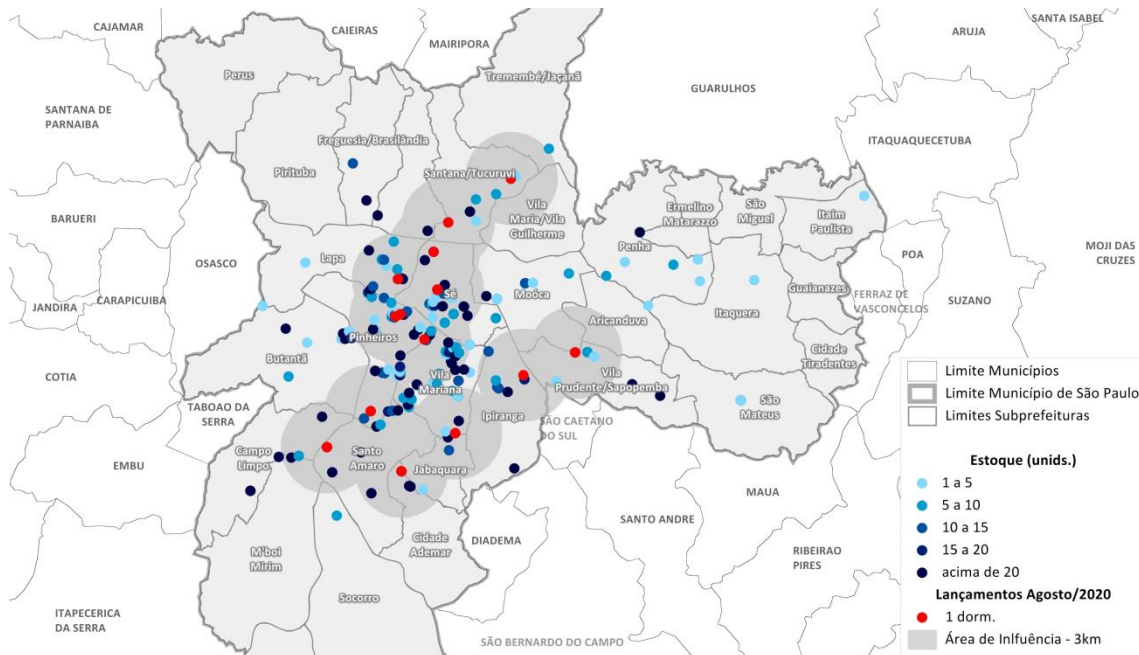 CAJAMAR
CAIEIRAS
MAIRIPORA
SANTA ISABEL
ARUJA
Perus
Tremembé/Jaçanã
GUARULHOS
SANTANA DE
PARNAIBA
Freguesia/Brasilândia
ITAQUAQUECETUBA
Pirituba
Santana/Tucuruvi
BARUERI
Vila
Maria/Vila
Guilherme
Ermelino
Matarazzo
São
Miguel
Itaim
Paulista
Penha
OSASCO
Lapa
POA
MOJI DAS
CRUZES
JANDIRA
CARAPICUIBA
Sé
Moóca
Guaianazes
FERRAZ DE
VASCONCELOS
SUZANO
Aricanduva
Itaquera
Pinheiros
Butantã
Cidade
Tiradentes
COTIA
Vila
Mariana
Vila
Prudente/Sapopemba
TABOAO DA
SERRA
Ipiranga
SÃO CAETANO
DO SUL
São
Mateus
EMBU
Campo
Limpo
Santo
Amaro
Jabaquara
MAUA
SANTO ANDRE
Cidade
Ademar
DIADEMA
M'boi
Mirim
RIBEIRAO
PIRES
Socorro
ITAPECERICA
DA SERRA
SÃO BERNARDO DO CAMPO
Limite Municípios
Limite Município de São Paulo
Limites Subprefeituras
Estoque (unids.)
1 a 5
5 a 10
10 a 15
15 a 20
acima de 20
Lançamentos Agosto/2020
1 dorm.
Área de Inlfuência - 3km